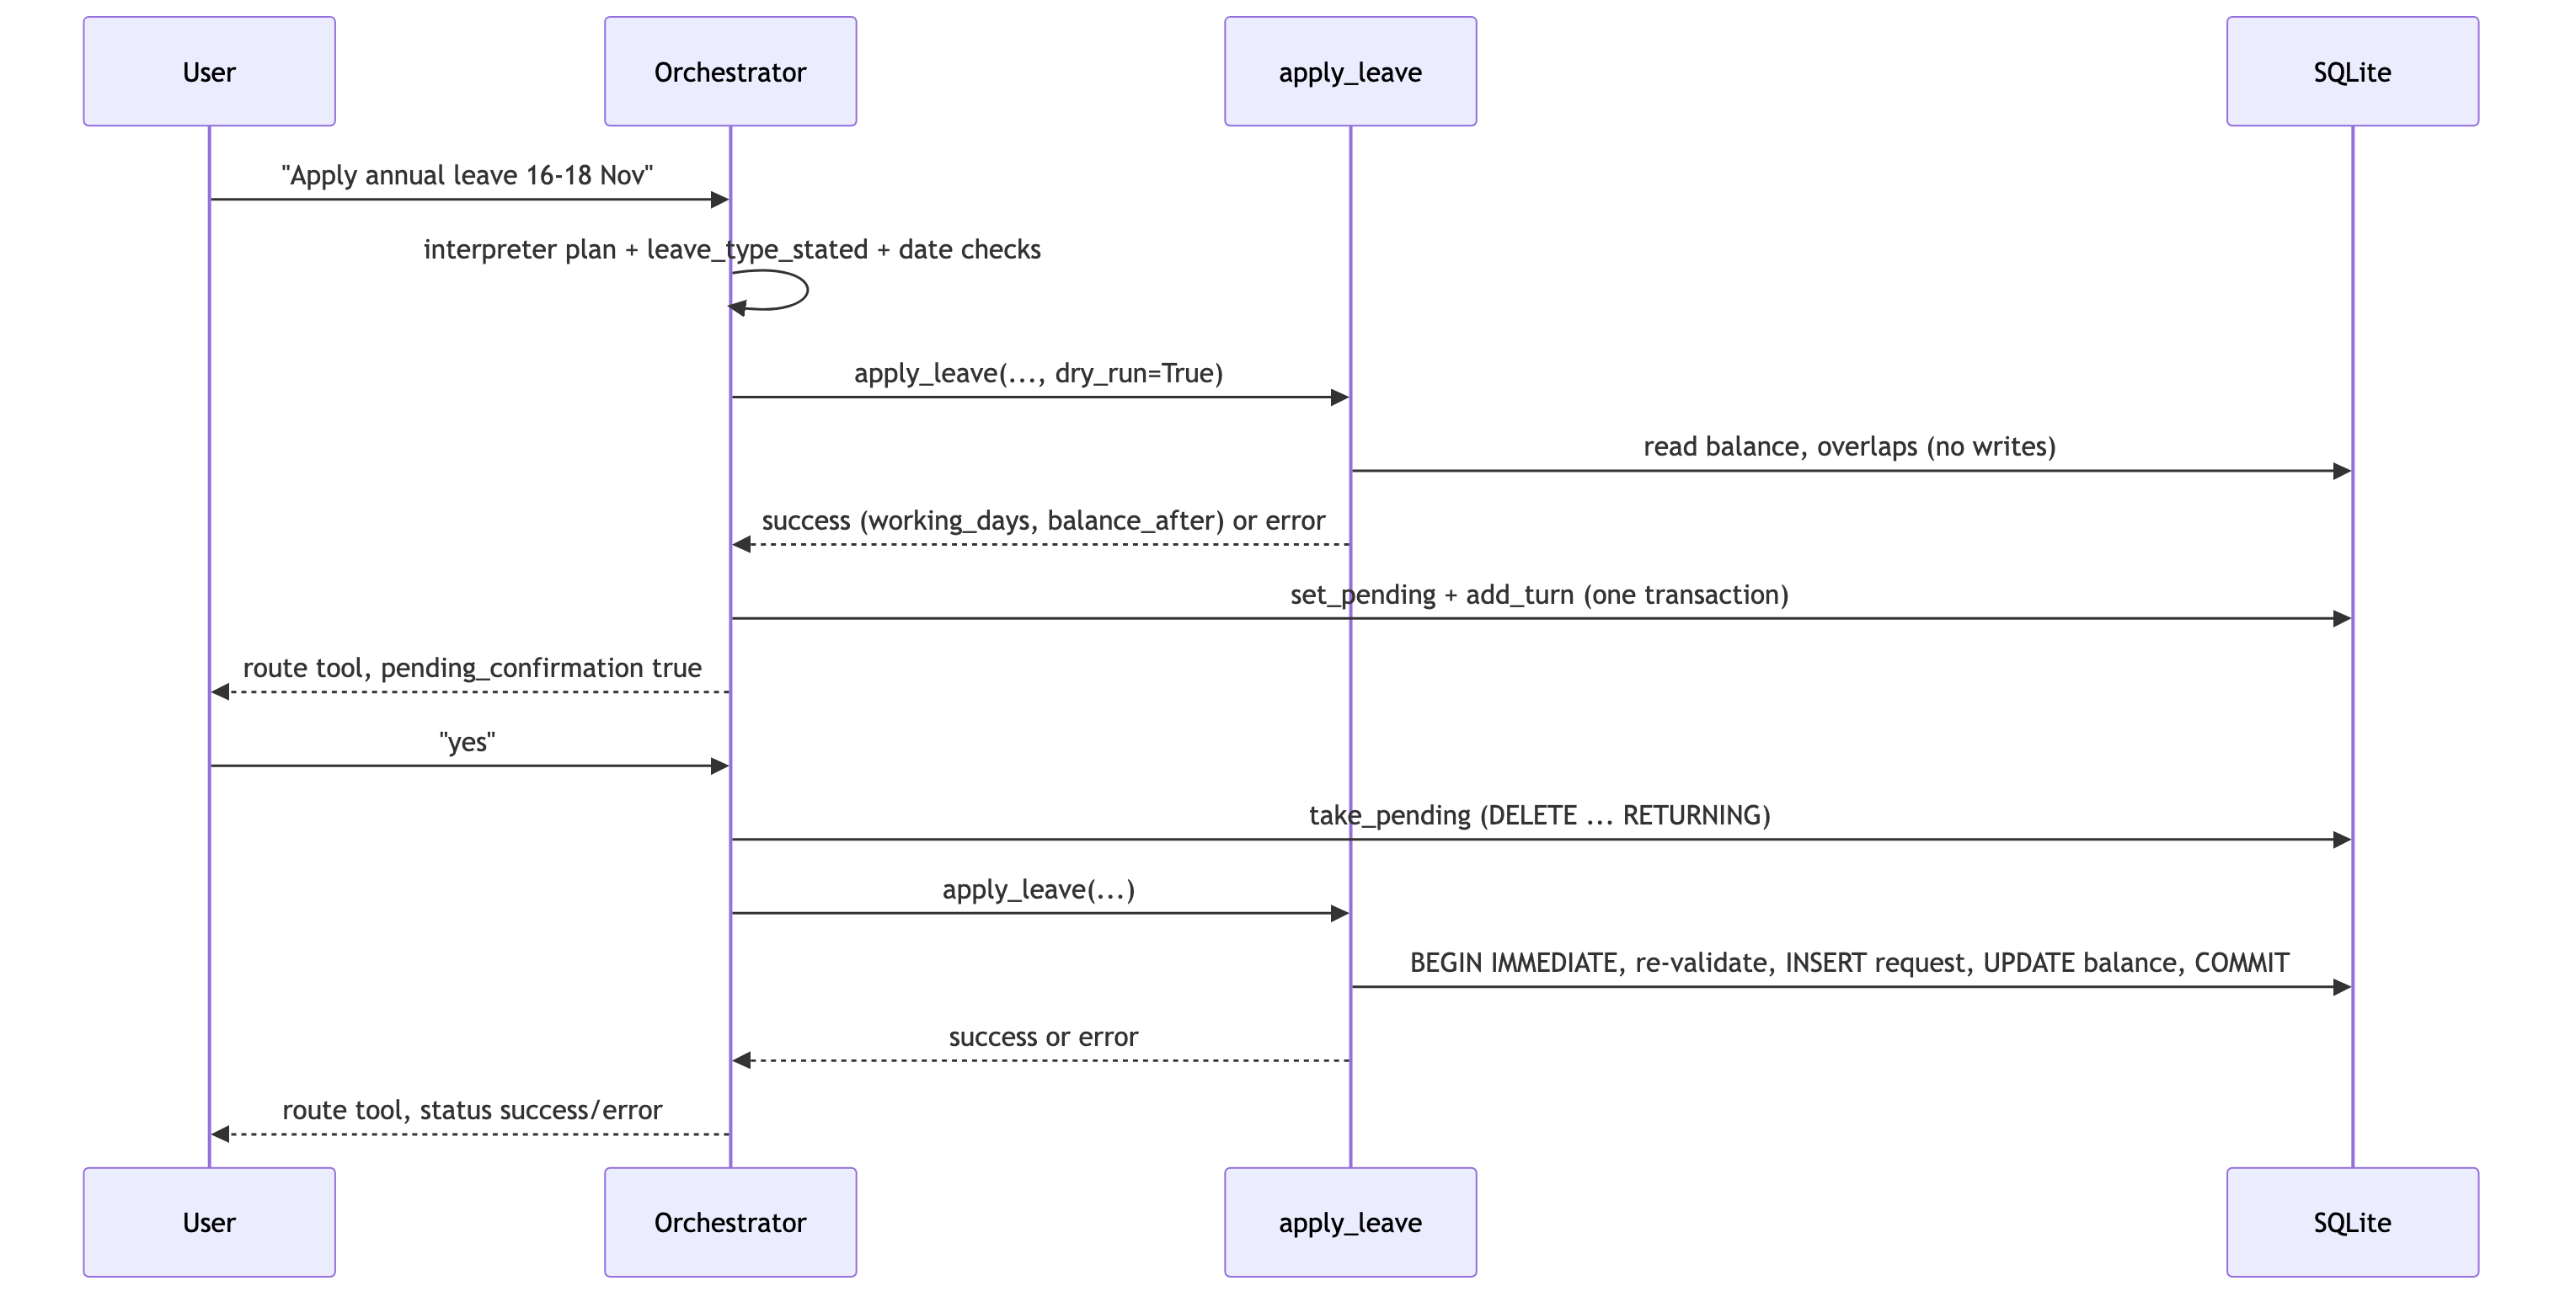 User
Orchestrator
apply_leave
SQLite
"Apply annual leave 16-18 Nov"
interpreter plan + leave_type_stated + date checks
apply_leave(..., dry_run=True)
read balance, overlaps (no writes)
success (working_days, balance_after) or error
set_pending + add_turn (one transaction)
route tool, pending_confirmation true
"yes"
take_pending (DELETE ... RETURNING)
apply_leave(...)
BEGIN IMMEDIATE, re-validate, INSERT request, UPDATE balance, COMMIT
success or error
route tool, status success/error
User
Orchestrator
apply_leave
SQLite